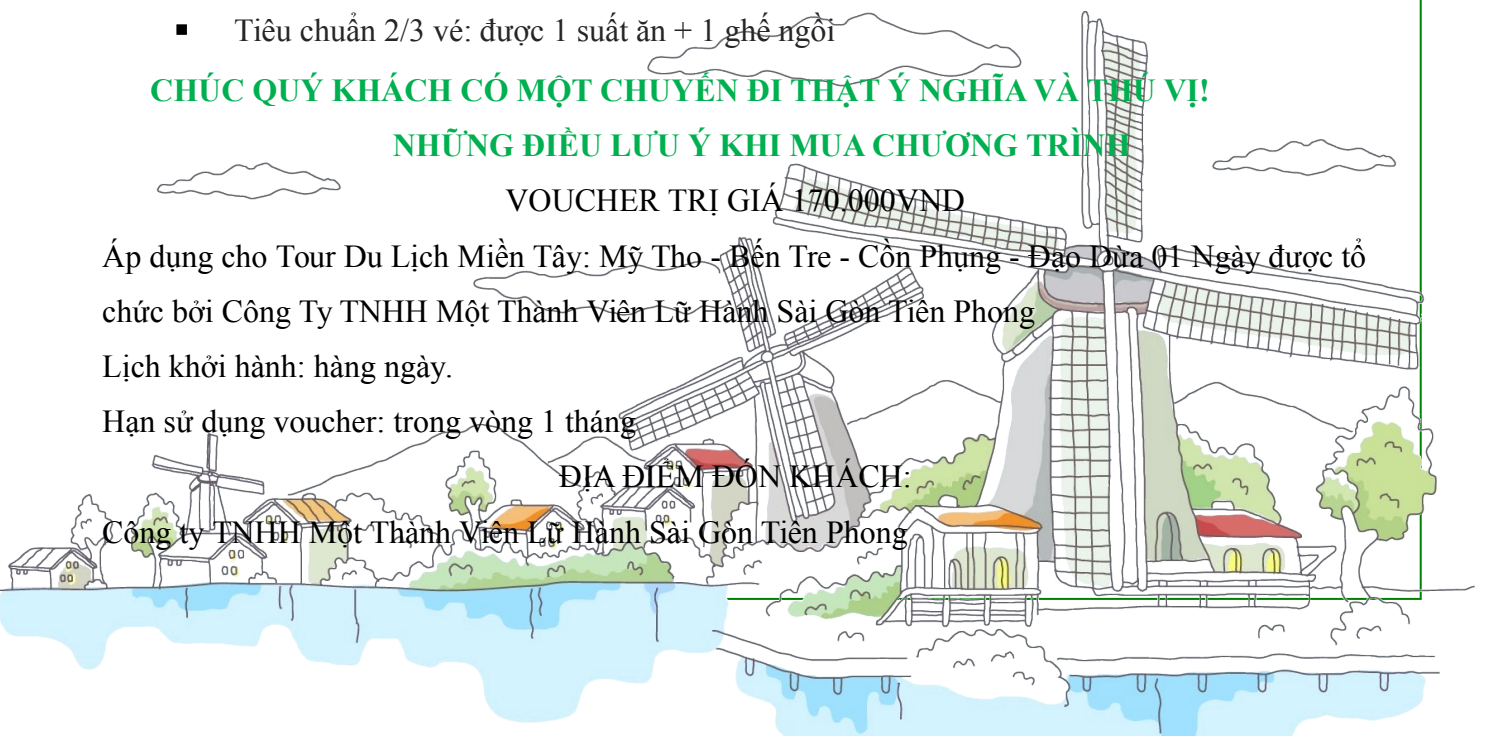 ▪ Tiêu chuẩn 2/3 vé: được 1 suất ăn + 1 ghế ngồi
CHÚC QUÝ KHÁCH CÓ MỘT CHUYẾN ĐI THẬT Ý NGHĨA VÀ THÚ VỊ!
NHỮNG ĐIỀU LƯU Ý KHI MUA CHƯƠNG TRÌNH
VOUCHER TRỊ GIÁ 170.000VND
Áp dụng cho Tour Du Lịch Miền Tây: Mỹ Tho - Bến Tre - Cồn Phụng - Đạo Dừa 01 Ngày được tổ
chức bởi Công Ty TNHH Một Thành Viên Lữ Hành Sài Gòn Tiên Phong
Lịch khởi hành: hàng ngày.
Hạn sử dụng voucher: trong vòng 1 tháng
ĐỊA ĐIỂM ĐÓN KHÁCH:
Công ty TNHH Một Thành Viên Lữ Hành Sài Gòn Tiên Phong